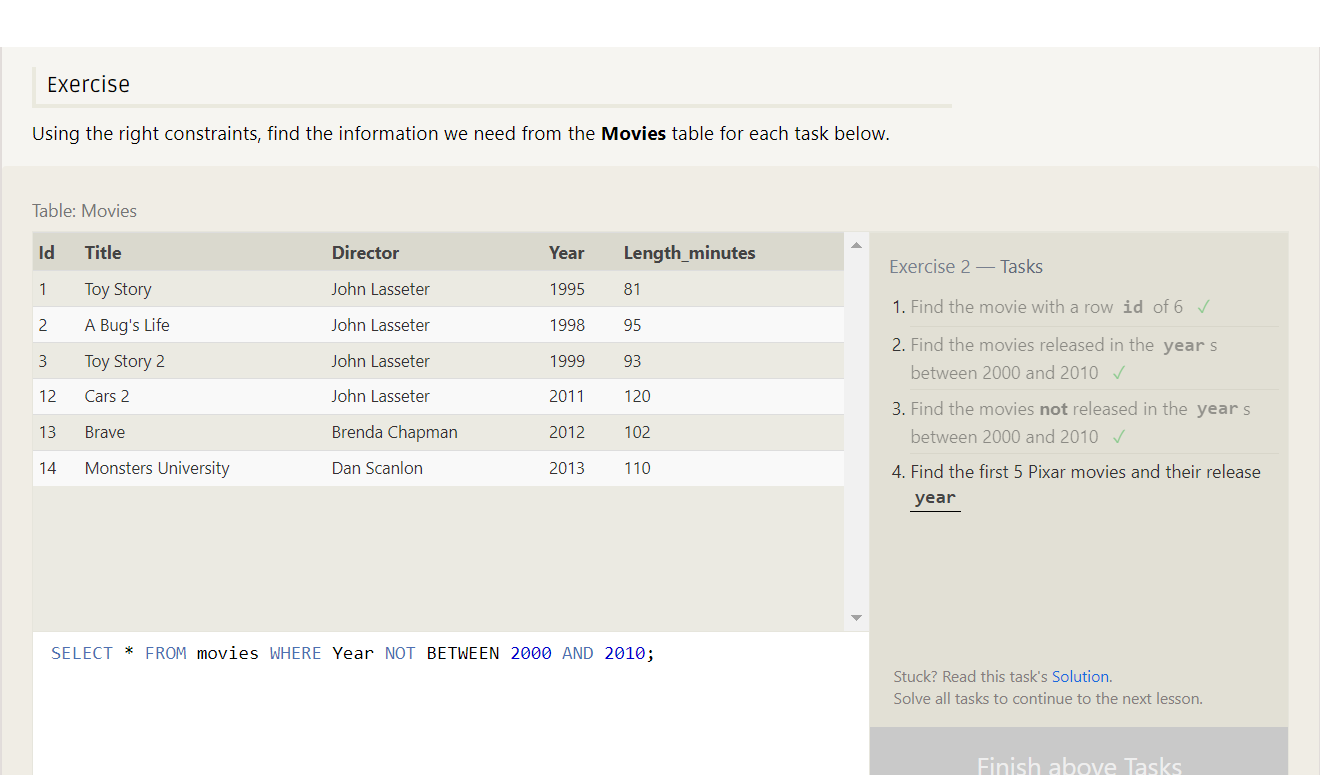 Exercise
Using the right constraints, find the information we need from the Movies table for each task below.
Table: Movies
Id Title Director Year Length_minutes
1 Toy Story John Lasseter 1995 81
2 A Bug's Life John Lasseter 1998 95
3 Toy Story 2 John Lasseter 1999 93
12 Cars 2 John Lasseter 2011 120
13 Brave Brenda Chapman 2012 102
14 Monsters University Dan Scanlon 2013 110
SELECT * FROM movies WHERE Year NOT BETWEEN 2000 AND 2010;
Exercise 2 — Tasks
1. Find the movie with a row id of 6 ✓
2. Find the movies released in the year s
between 2000 and 2010 ✓
3. Find the movies not released in the year s
between 2000 and 2010 ✓
4. Find the first 5 Pixar movies and their release
year
Stuck? Read this task's Solution.
Solve all tasks to continue to the next lesson.
Finish above Tasks